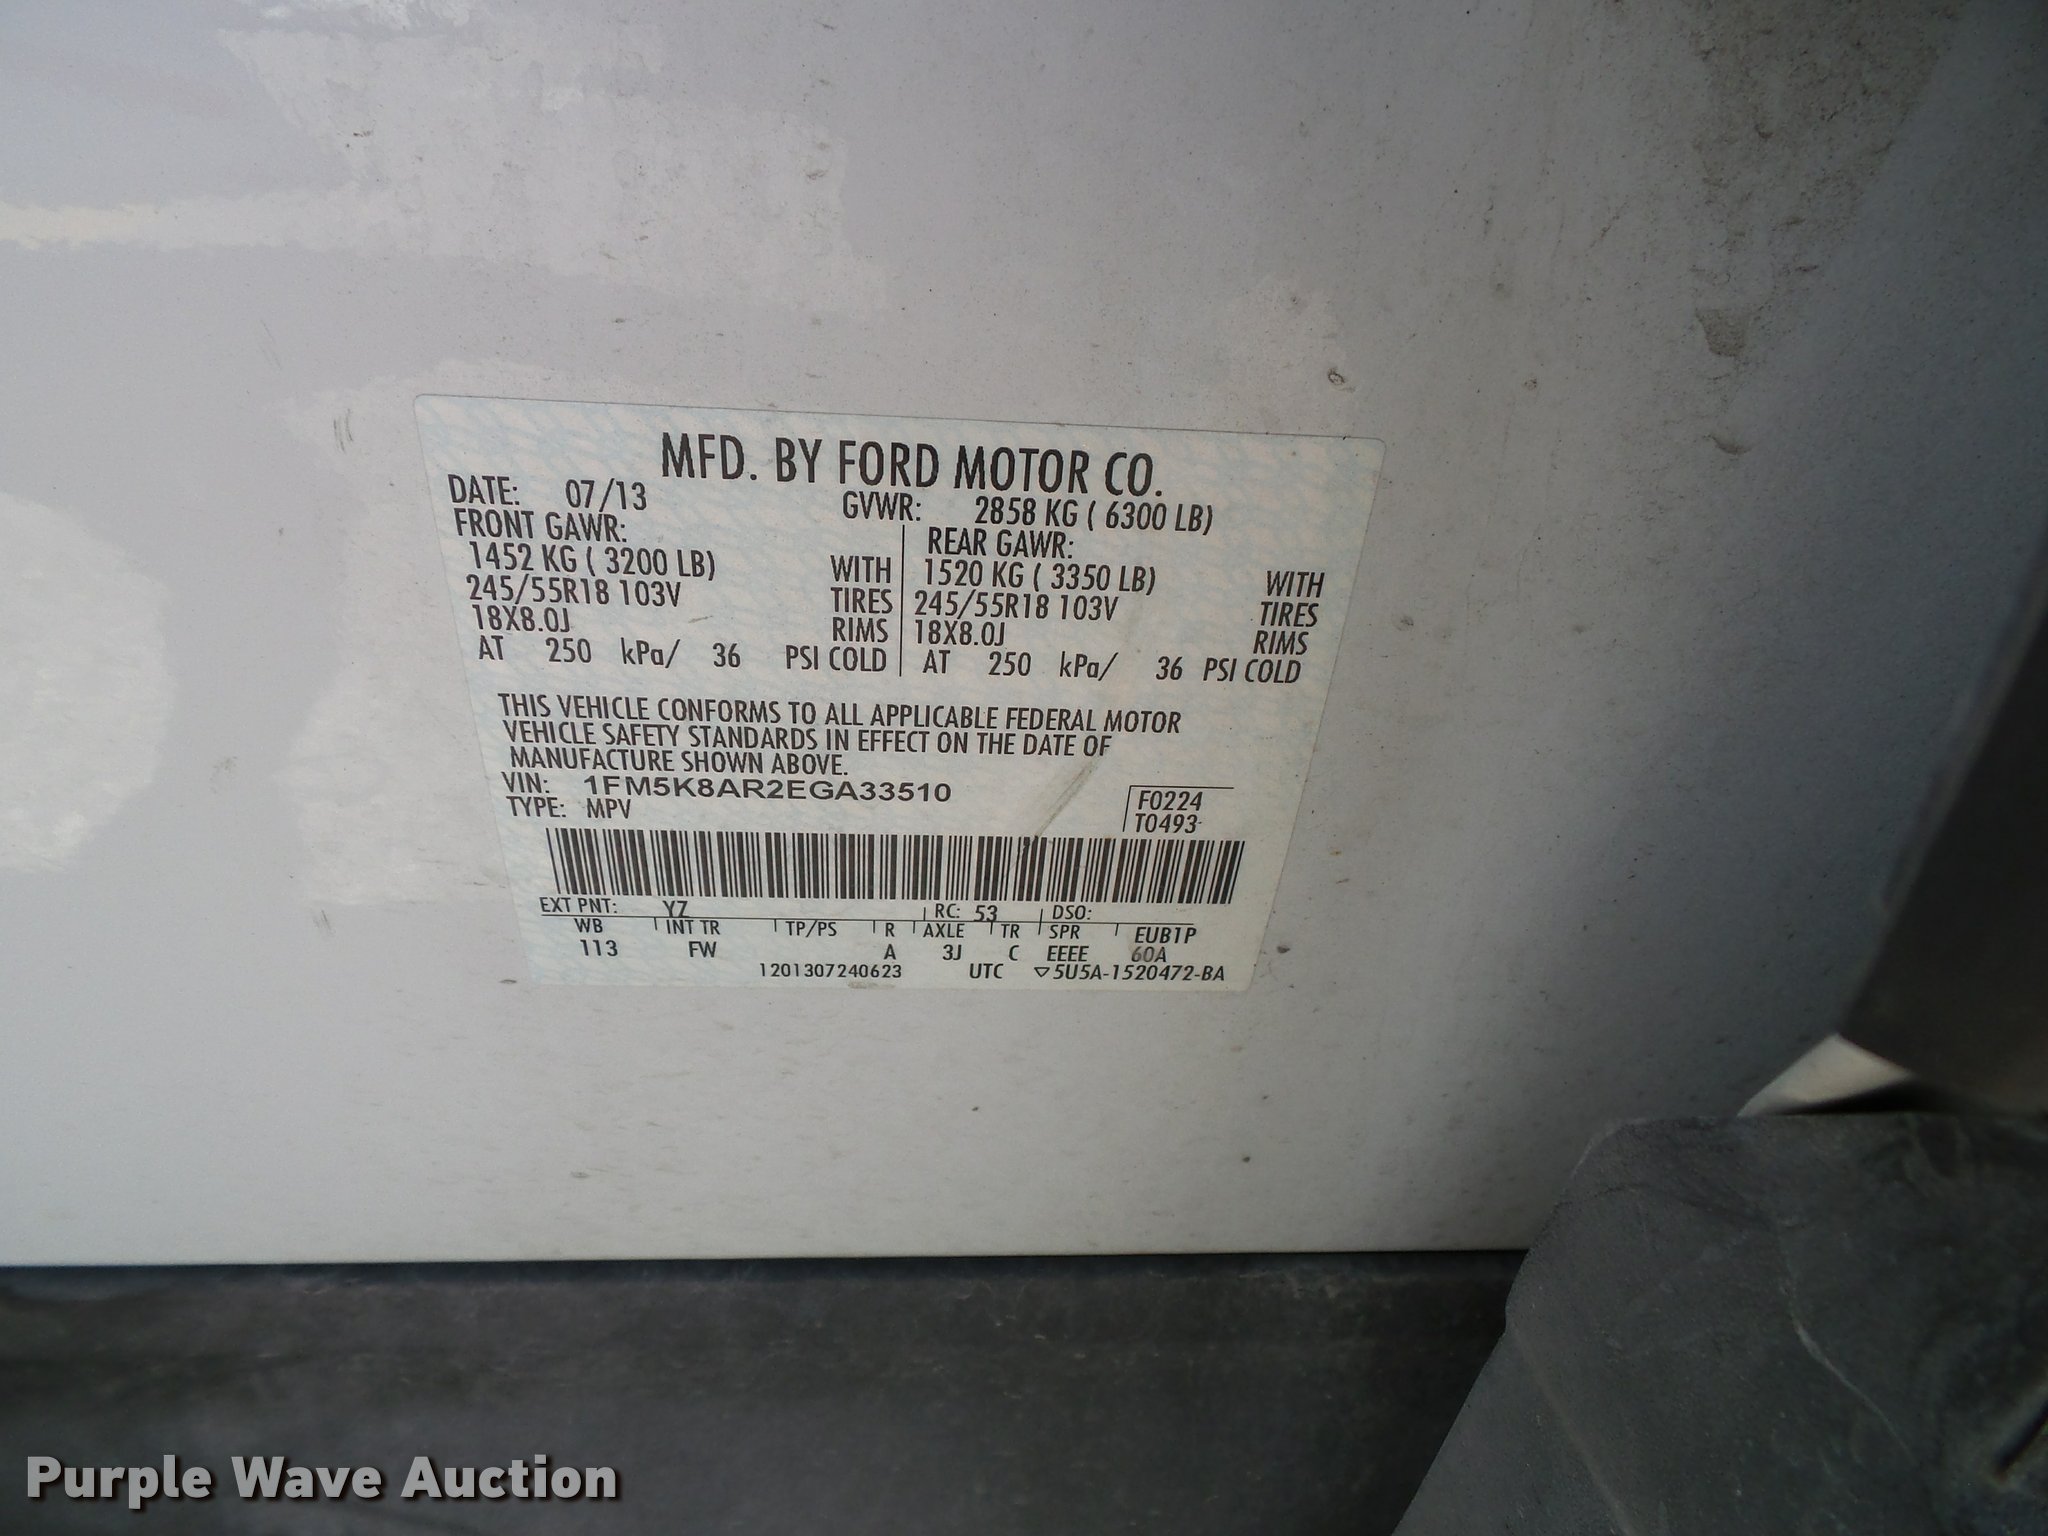 MFD. BY FORD MOTOR CO.
DATE: 07/13 GVWR: 2858 KG ( 6300 LB)
FRONT GAWR: REAR GAWR:
1452 KG ( 3200 LB) WITH 1520 KG ( 3350 LB) WITH
245/55R18 103V TIRES 245/55R18 103V TIRES
18X8.0J RIMS 18X8.0J RIMS
AT 250 kPa/ 36 PSI COLD AT 250 kPa/ 36 PSI COLD
THIS VEHICLE CONFORMS TO ALL APPLICABLE FEDERAL MOTOR
VEHICLE SAFETY STANDARDS IN EFFECT ON THE DATE OF
MANUFACTURE SHOWN ABOVE.
VIN: 1FM5K8AR2EGA33510 F0224
TYPE: MPV T0493
EXT PNT: YZ RC: 53 DSO:
WB INT TR TP/PS R AXLE TR SPR EUB1P
113 FW A 3J C EEEE 60A
1201307240623 UTC ▽5U5A-1520472-BA
Purple Wave Auction